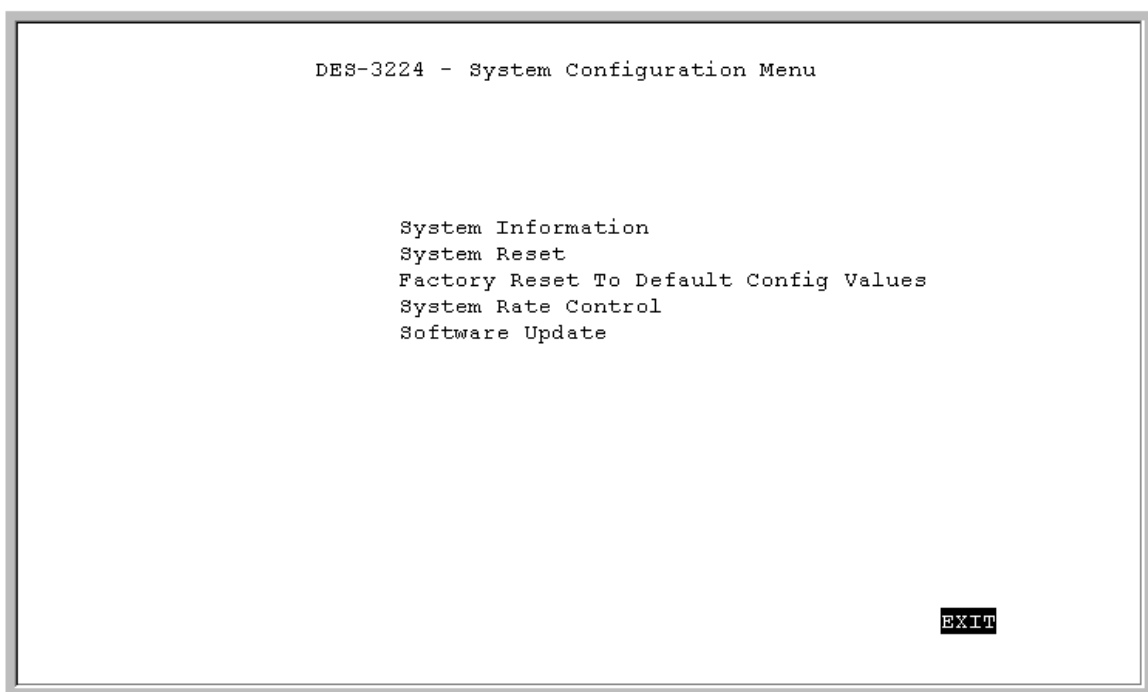 DES-3224 - System Configuration Menu
System Information
System Reset
Factory Reset To Default Config Values
System Rate Control
Software Update
EXIT